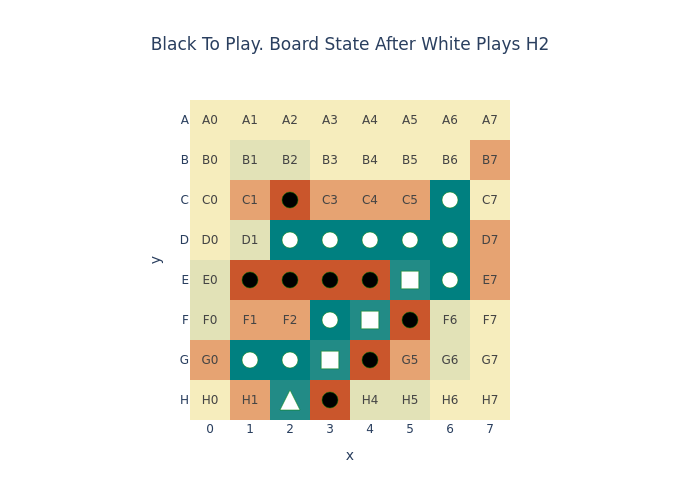 Black To Play. Board State After White Plays H2
A A0 A1 A2 A3 A4 A5 A6 A7
B B0 B1 B2 B3 B4 B5 B6 B7
C C0 C1 C3 C4 C5 C7
D D0 D1 D7
E E0 E7
F F0 F1 F2 F6 F7
G G0 G5 G6 G7
H H0 H1 H4 H5 H6 H7
0 1 2 3 4 5 6 7
x
y